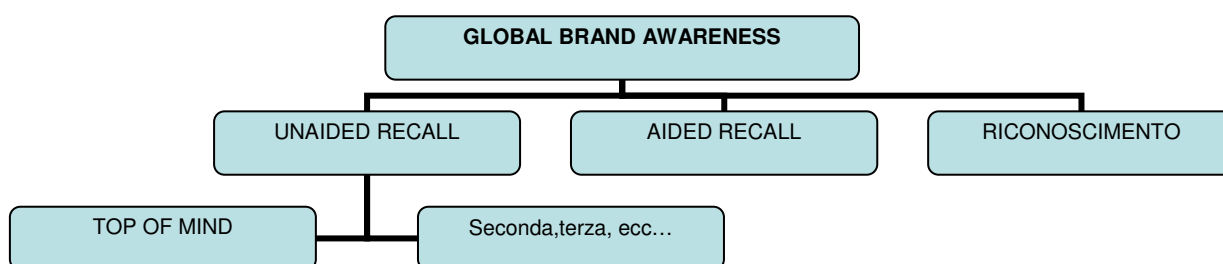 GLOBAL BRAND AWARENESS
UNAIDED RECALL
AIDED RECALL
RICONOSCIMENTO
TOP OF MIND
Seconda,terza, ecc…